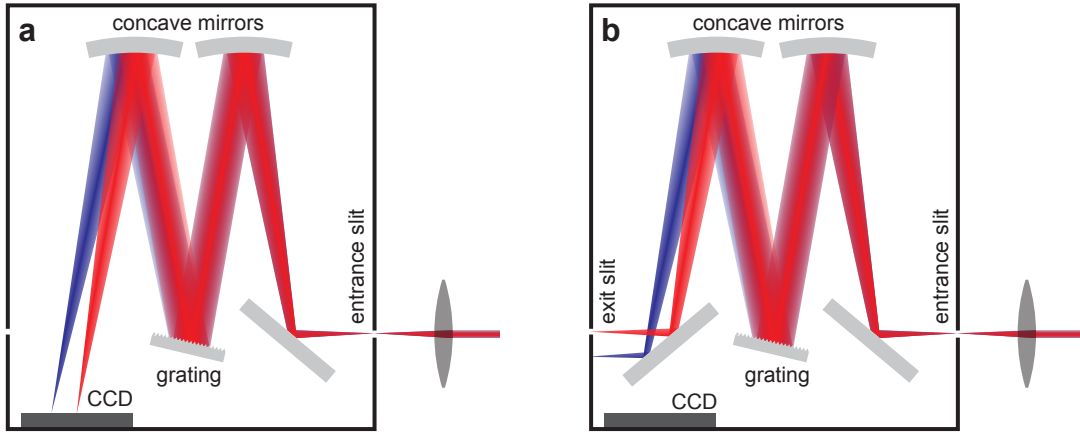 a
concave mirrors
entrance slit
grating
CCD
b
concave mirrors
exit slit
entrance slit
grating
CCD